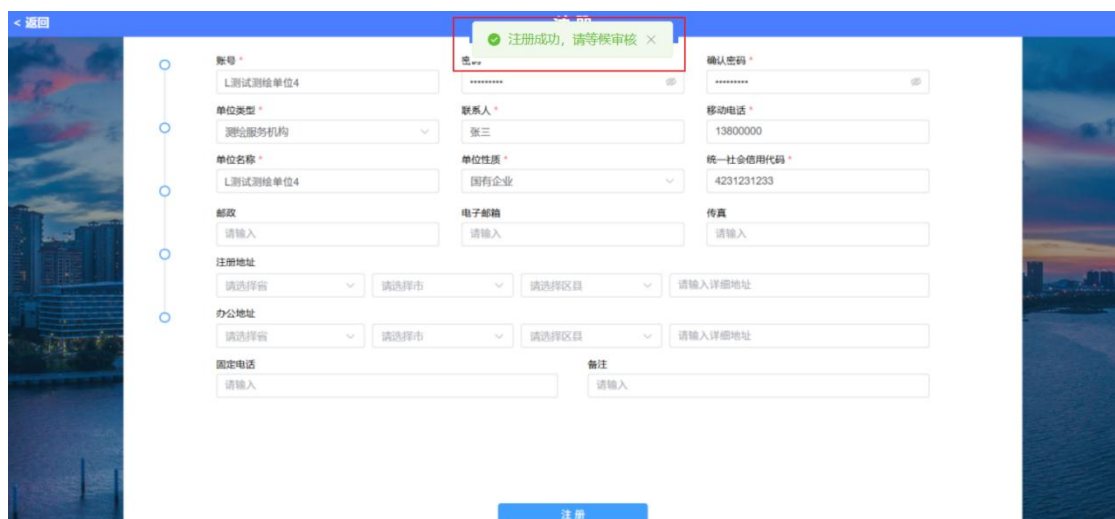 < 返回
注 册
注册成功，请等候审核 ×
账号 *
密码
确认密码 *
L测试测绘单位4
•••••••••
•••••••••
单位类型 *
联系人 *
移动电话 *
测绘服务机构
张三
13800000
单位名称 *
单位性质 *
统一社会信用代码 *
L测试测绘单位4
国有企业
4231231233
邮政
电子邮箱
传真
请输入
请输入
请输入
注册地址
请选择省
请选择市
请选择区县
请输入详细地址
办公地址
请选择省
请选择市
请选择区县
请输入详细地址
固定电话
备注
请输入
请输入
注 册